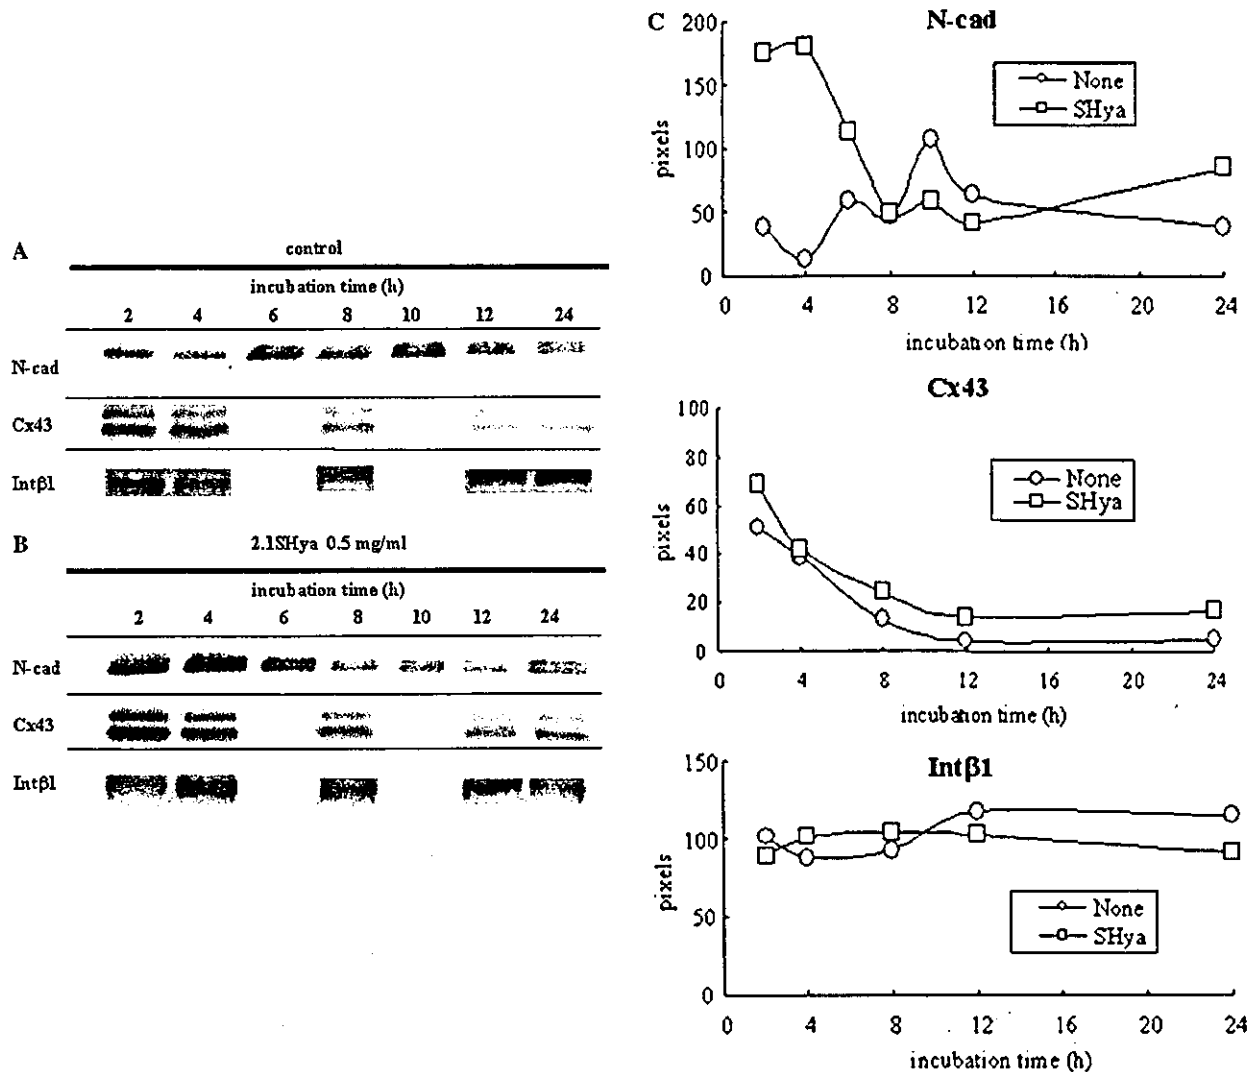 A
control
incubation time (h)
2 4 6 8 10 12 24
N-cad
Cx43
Intβ1
B
2.1SHya 0.5 mg/ml
incubation time (h)
2 4 6 8 10 12 24
N-cad
Cx43
Intβ1
C
N-cad
200
150
100
50
0
pixels
None
SHya
0 4 8 12 16 20 24
incubation time (h)
Cx43
100
80
60
40
20
0
pixels
None
SHya
0 4 8 12 16 20 24
incubation time (h)
Intβ1
150
100
50
0
pixels
None
SHya
0 4 8 12 16 20 24
incubation time (h)